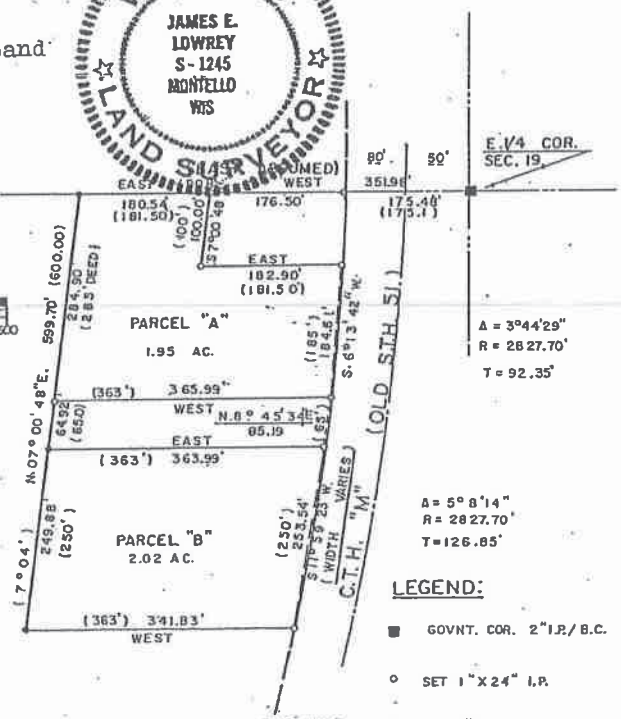 and
JAMES E.
LOWREY
S-1245
MONTELLO
WIS
LAND SURVEYOR
UMED)
80' 50'
E.1/4 COR.
SEC. 19
EAST WEST
351.98'
180.54' 176.50' 175.48'
(181.50) (175.1)
(100')
100.00'
S 7° 00' 48"
EAST
182.90'
(181.50')
599.70' (600.00)
284.90'
(285' DEED)
PARCEL "A"
1.95 AC.
(185')
184.61'
S. 6° 13' 42" W.
(OLD S.T.H. 51.)
Δ = 3°44'29"
R = 2827.70'
T = 92.35'
(363') 365.99'
WEST
N. 07° 00' 48" E.
64.92
(65.0)
N. 8° 45' 34"
85.19
(65')
EAST
(363') 363.99'
249.88'
(250')
(7° 04')
PARCEL "B"
2.02 AC.
(250')
253.54'
S 11° 59' 23" W.
(WIDTH VARIES)
C.T.H. "M"
Δ = 5° 8' 14"
R = 2827.70'
T = 126.85'
(363') 341.83'
WEST
LEGEND:
GOVNT. COR. 2" I.P./B.C.
SET 1" X 24" I.P.